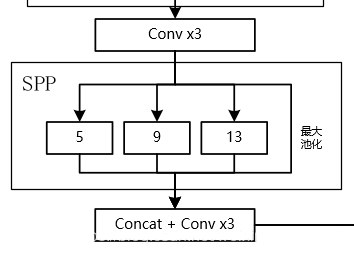 Conv x3
SPP
5
9
13
最大
池化
Concat + Conv x3